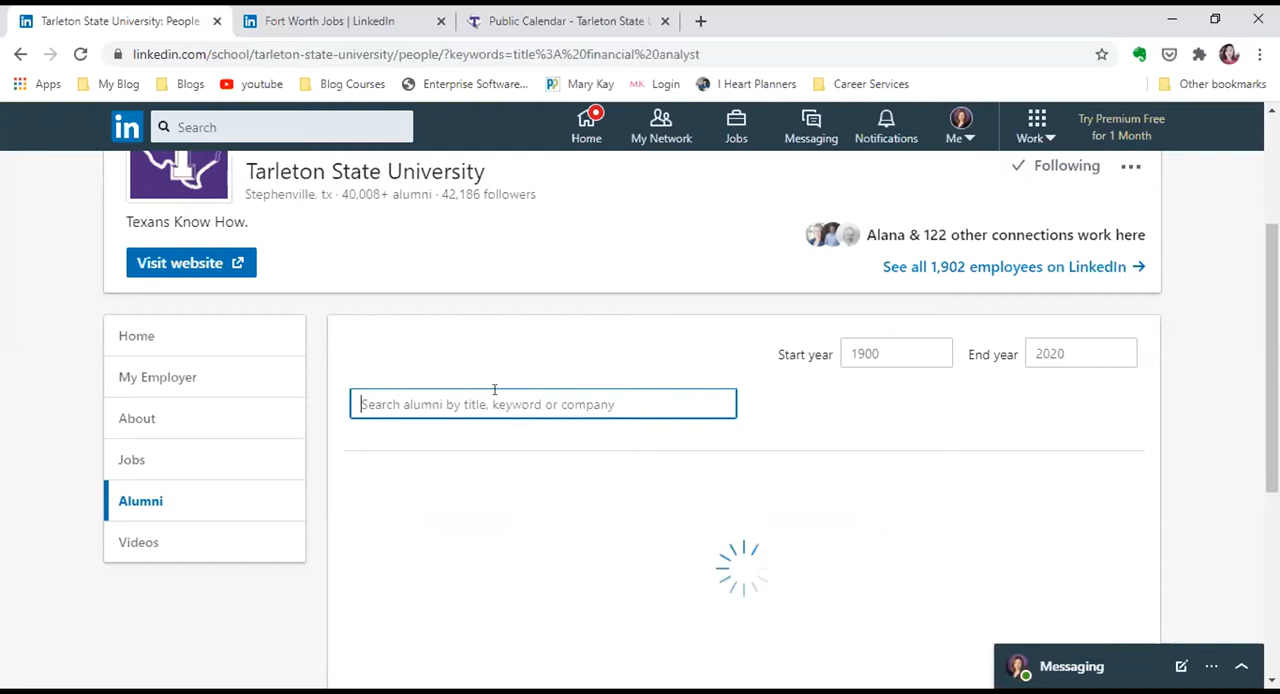 Tarleton State University: People
Fort Worth Jobs | LinkedIn
Public Calendar - Tarleton State U
linkedin.com/school/tarleton-state-university/people/?keywords=title%3A%20financial%20analyst
Apps My Blog Blogs youtube Blog Courses Enterprise Software... Mary Kay MK Login I Heart Planners Career Services Other bookmarks
in Search Home My Network Jobs Messaging Notifications Me Work Try Premium Free
for 1 Month
Tarleton State University
Following
Stephenville, tx · 40,008+ alumni · 42,186 followers
Texans Know How.
Alana & 122 other connections work here
Visit website
See all 1,902 employees on LinkedIn
Home
My Employer
About
Jobs
Alumni
Videos
Start year 1900 End year 2020
Search alumni by title, keyword or company
Messaging